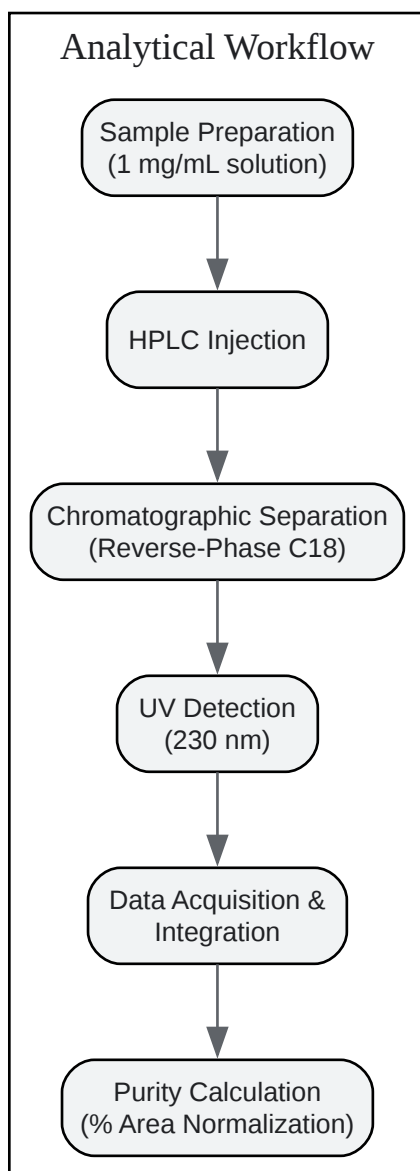 Analytical Workflow
Sample Preparation
(1 mg/mL solution)
HPLC Injection
Chromatographic Separation
(Reverse-Phase C18)
UV Detection
(230 nm)
Data Acquisition &
Integration
Purity Calculation
(% Area Normalization)